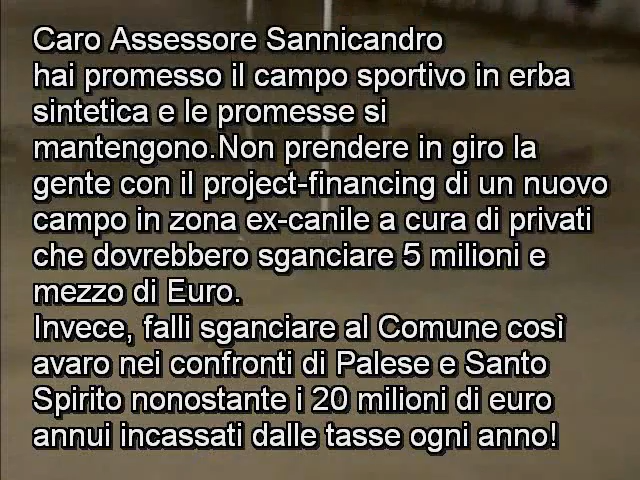 Caro Assessore Sannicandro
hai promesso il campo sportivo in erba
sintetica e le promesse si
mantengono.Non prendere in giro la
gente con il project-financing di un nuovo
campo in zona ex-canile a cura di privati
che dovrebbero sganciare 5 milioni e
mezzo di Euro.
Invece, falli sganciare al Comune così
avaro nei confronti di Palese e Santo
Spirito nonostante i 20 milioni di euro
annui incassati dalle tasse ogni anno!